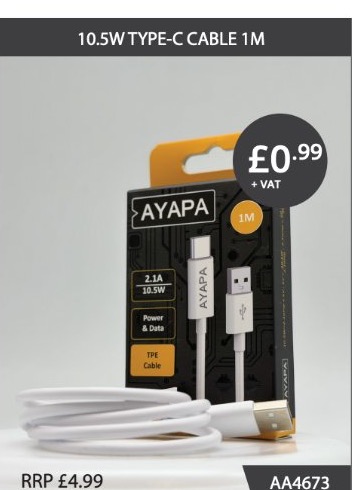 10.5W TYPE-C CABLE 1M
£0.99
+ VAT
AYAPA
1M
2.1A
10.5W
Power
& Data
TPE
Cable
AYAPA
AYAPA
RRP £4.99
AA4673